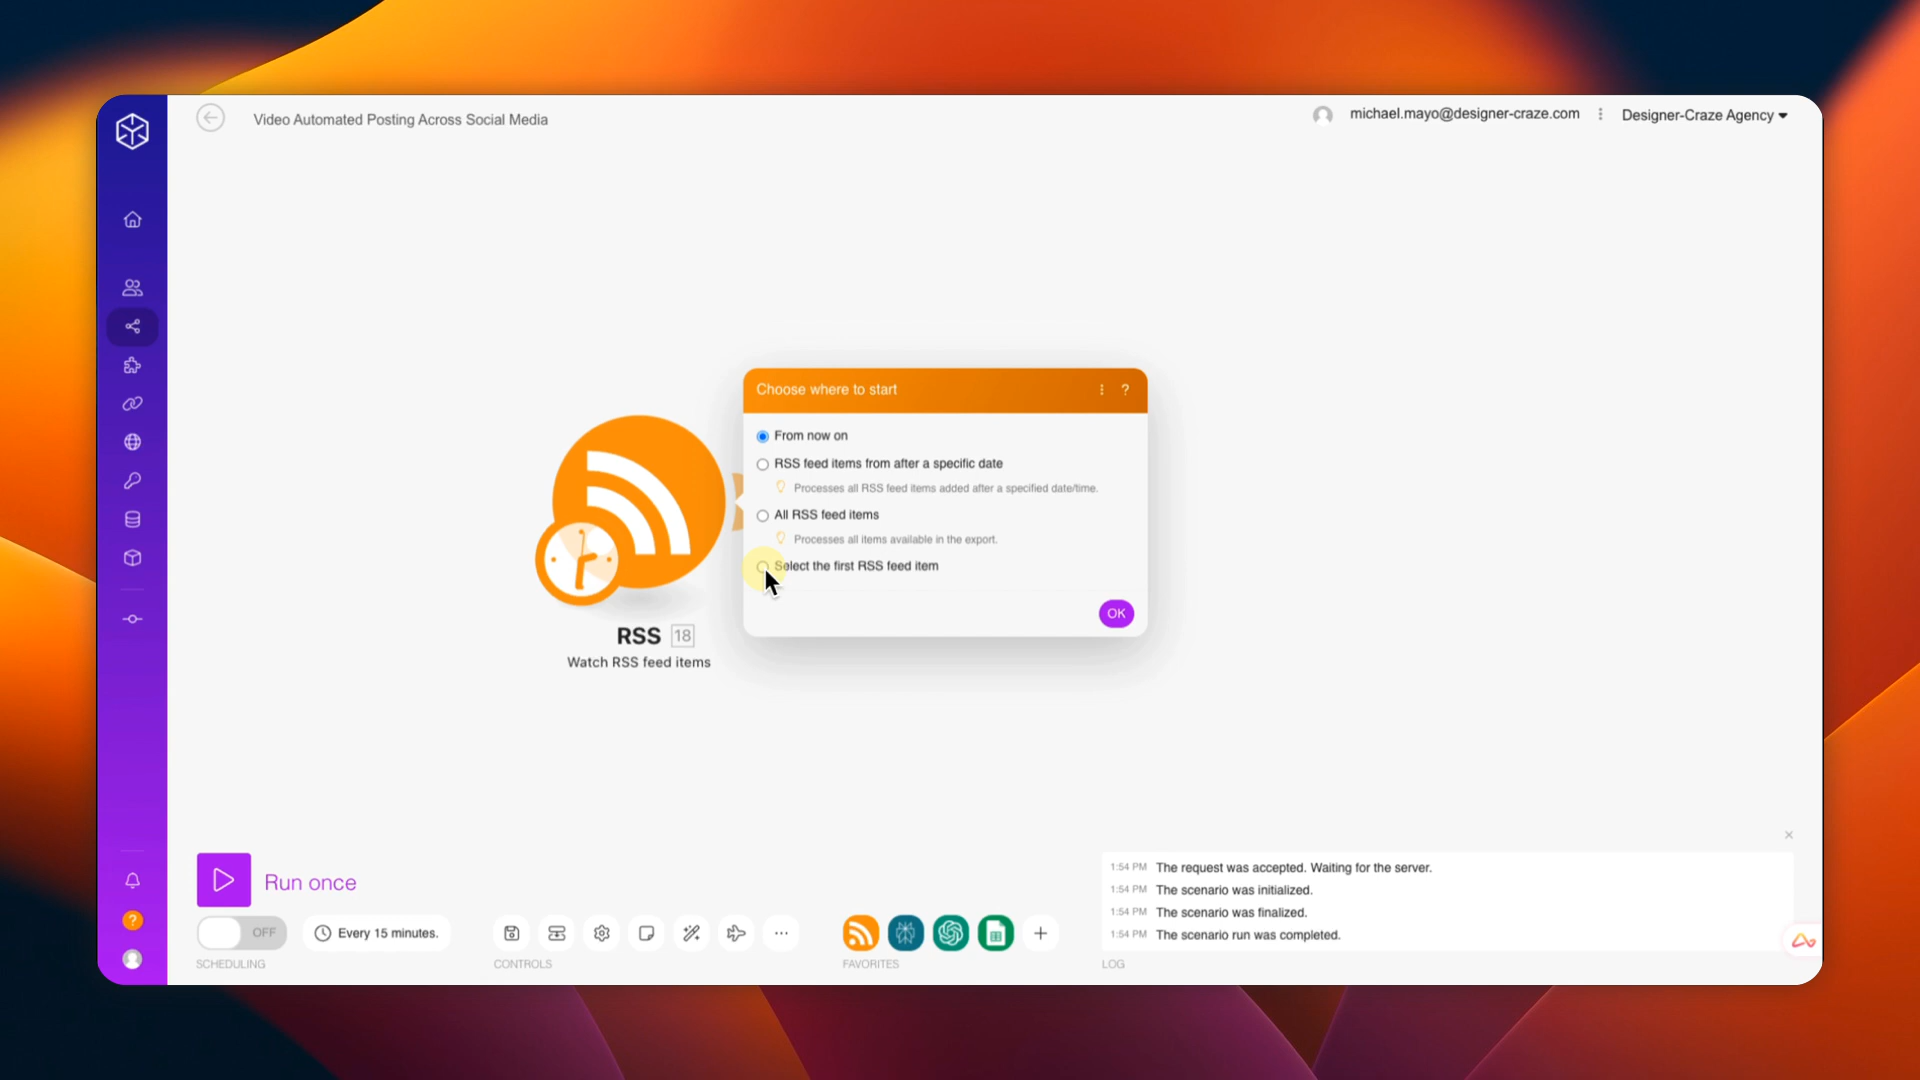 Video Automated Posting Across Social Media
michael.mayo@designer-craze.com
Designer-Craze Agency
Choose where to start
?
From now on
RSS feed items from after a specific date
Processes all RSS feed items added after a specified date/time.
All RSS feed items
Processes all items available in the export.
Select the first RSS feed item
OK
RSS 18
Watch RSS feed items
Run once
OFF
Every 15 minutes.
SCHEDULING
CONTROLS
FAVORITES
1:54 PM The request was accepted. Waiting for the server.
1:54 PM The scenario was initialized.
1:54 PM The scenario was finalized.
1:54 PM The scenario run was completed.
LOG
?